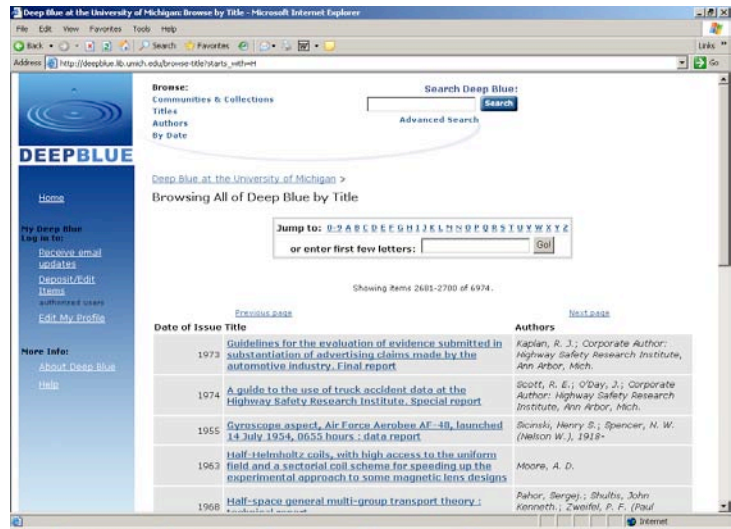 Deep Blue at the University of Michigan: Browse by Title - Microsoft Internet Explorer
File Edit View Favorites Tools Help
Back Search Favorites Links
Address http://deepblue.lib.umich.edu/browse-title?starts_with=H Go
DEEPBLUE
Home
My Deep Blue
Log in to:
Receive email
updates
Deposit/Edit
Items
authorized users
Edit My Profile
More Info:
About Deep Blue
Help
Browse:
Communities & Collections
Titles
Authors
By Date
Search Deep Blue:
Search
Advanced Search
Deep Blue at the University of Michigan >
Browsing All of Deep Blue by Title
Jump to: 0-9 A B C D E F G H I J K L M N O P Q R S T U V W X Y Z
or enter first few letters: Go!
Showing items 2681-2700 of 6974.
Previous page Next page
Date of Issue Title Authors
1973 Guidelines for the evaluation of evidence submitted in substantiation of advertising claims made by the automotive industry. Final report Kaplan, R. J.; Corporate Author: Highway Safety Research Institute, Ann Arbor, Mich.
1974 A guide to the use of truck accident data at the Highway Safety Research Institute. Special report Scott, R. E.; O'Day, J.; Corporate Author: Highway Safety Research Institute, Ann Arbor, Mich.
1955 Gyroscope aspect, Air Force Aerobee AF-48, launched 14 July 1954, 0655 hours : data report Sicinski, Henry S.; Spencer, N. W. (Nelson W.), 1918-
1963 Half-Helmholtz coils, with high access to the uniform field and a sectorial coil scheme for speeding up the experimental approach to some magnetic lens designs Moore, A. D.
1968 Half-space general multi-group transport theory : Pahor, Sergej.; Shultis, John Kenneth.; Zweifel, P. F. (Paul
Internet